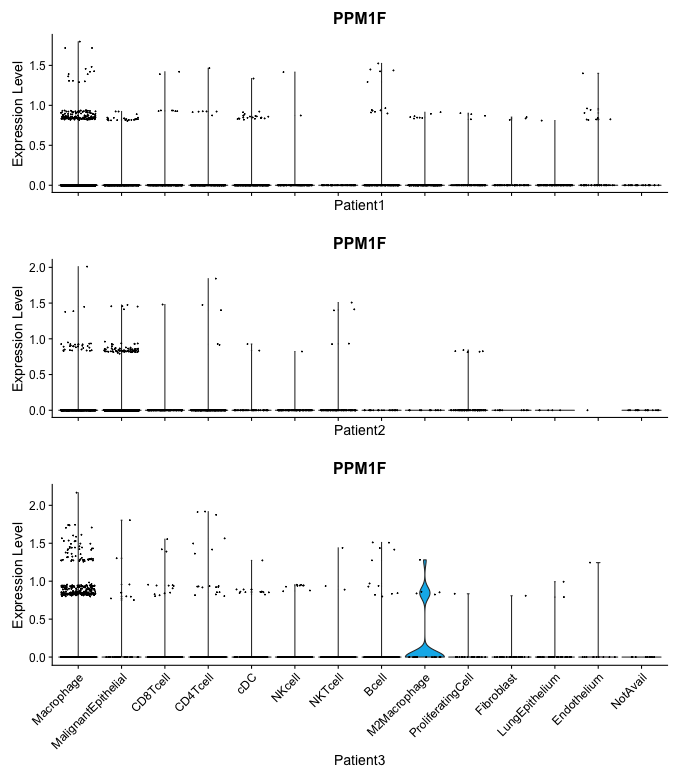 PPM1F
Expression Level
1.5
1.0
0.5
0.0
Patient1
PPM1F
Expression Level
2.0
1.5
1.0
0.5
0.0
Patient2
PPM1F
Expression Level
2.0
1.5
1.0
0.5
0.0
Macrophage
MalignantEpithelial
CD8Tcell
CD4Tcell
cDC
NKcell
NKTcell
Bcell
M2Macrophage
ProliferatingCell
Fibroblast
LungEpithelium
Endothelium
NotAvail
Patient3